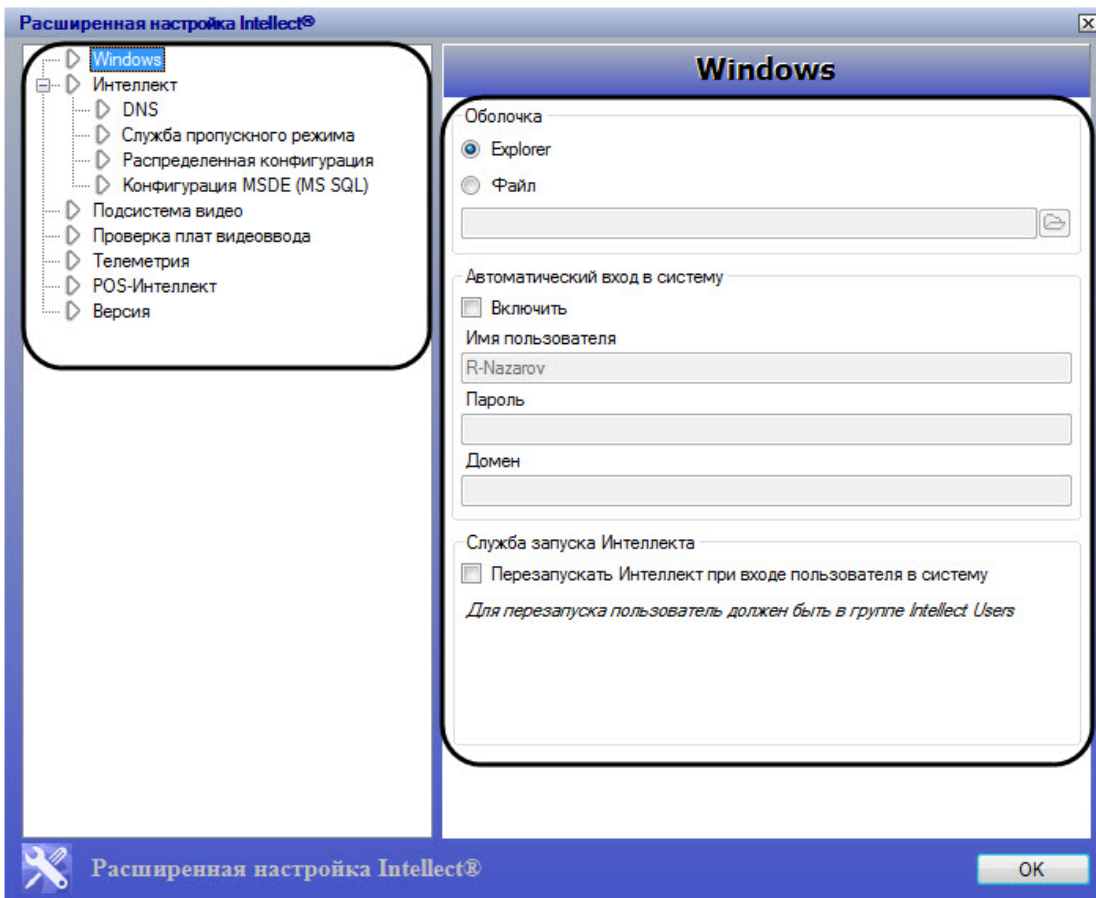 Расширенная настройка Intellect®
Windows
Интеллект
DNS
Служба пропускного режима
Распределенная конфигурация
Конфигурация MSDE (MS SQL)
Подсистема видео
Проверка плат видеоввода
Телеметрия
POS-Интеллект
Версия
Windows
Оболочка
Explorer
Файл
Автоматический вход в систему
Включить
Имя пользователя
R-Nazarov
Пароль
Домен
Служба запуска Интеллекта
Перезапускать Интеллект при входе пользователя в систему
Для перезапуска пользователь должен быть в группе Intellect Users
Расширенная настройка Intellect®
OK